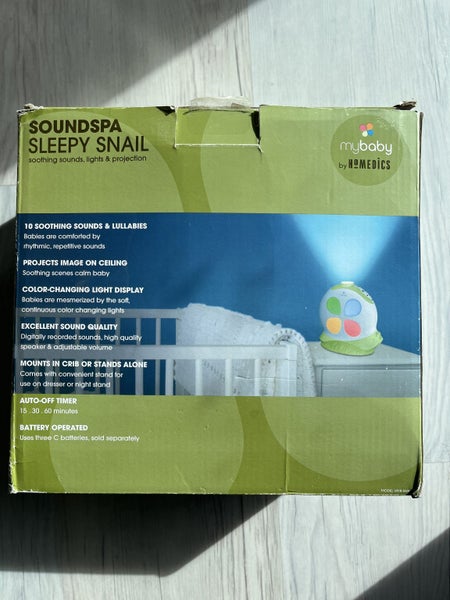 SOUNDSPA
SLEEPY SNAIL
soothing sounds, lights & projection
mybaby
by HOMEDICS
10 SOOTHING SOUNDS & LULLABIES
Babies are comforted by
rhythmic, repetitive sounds
PROJECTS IMAGE ON CEILING
Soothing scenes calm baby
COLOR-CHANGING LIGHT DISPLAY
Babies are mesmerized by the soft,
continuous color changing lights
EXCELLENT SOUND QUALITY
Digitally recorded sounds, high quality
speaker & adjustable volume
MOUNTS IN CRIB OR STANDS ALONE
Comes with convenient stand for
use on dresser or night stand
AUTO-OFF TIMER
15 . 30 . 60 minutes
BATTERY OPERATED
Uses three C batteries, sold separately